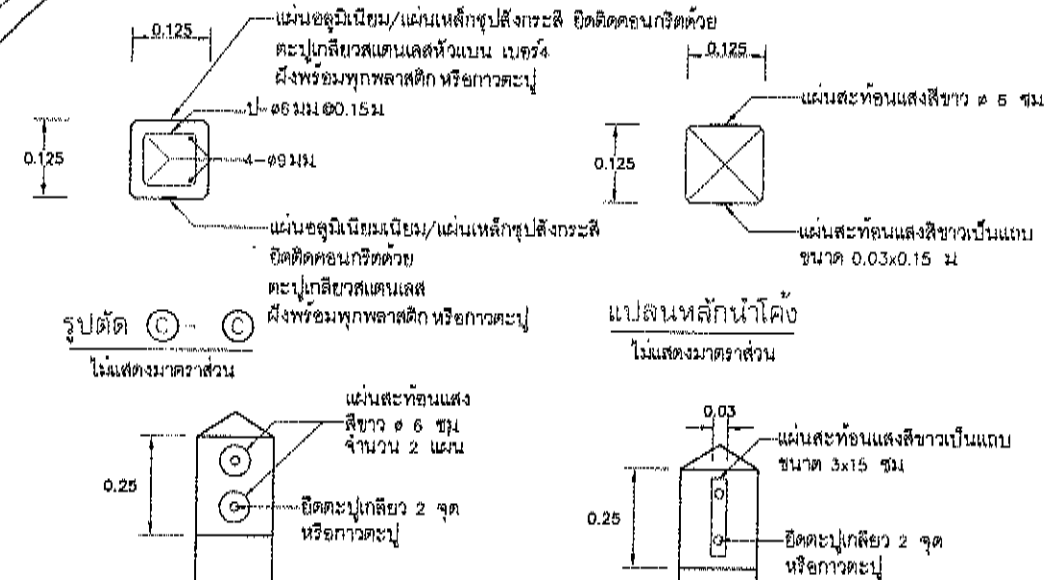 0.125
แผ่นอลูมิเนียม/แผ่นเหล็กชุปสังกะสี ยึดติดคอนกรีตด้วย
ตะปูเกลียวสแตนเลสหัวแบน เบอร์4
ฝังพร้อมพุกพลาสติก หรือกาวตะปู
ป-ø6 มม @0.15 ม
0.125
4-ø9 มม
แผ่นอลูมิเนียมเนียม/แผ่นเหล็กชุปสังกะสี
ยึดติดคอนกรีตด้วย
ตะปูเกลียวสแตนเลส
ฝังพร้อมพุกพลาสติก หรือกาวตะปู
รูปตัด C - C
ไม่แสดงมาตราส่วน
0.125
แผ่นสะท้อนแสงสีขาว ø 6 ซม
0.125
แผ่นสะท้อนแสงสีขาวเป็นแถบ
ขนาด 0.03x0.15 ม
แปลนหลักนำโค้ง
ไม่แสดงมาตราส่วน
แผ่นสะท้อนแสง
สีขาว ø 6 ซม
จำนวน 2 แผ่น
0.25
ยึดตะปูเกลียว 2 จุด
หรือกาวตะปู
0.03
แผ่นสะท้อนแสงสีขาวเป็นแถบ
ขนาด 3x15 ซม
0.25
ยึดตะปูเกลียว 2 จุด
หรือกาวตะปู